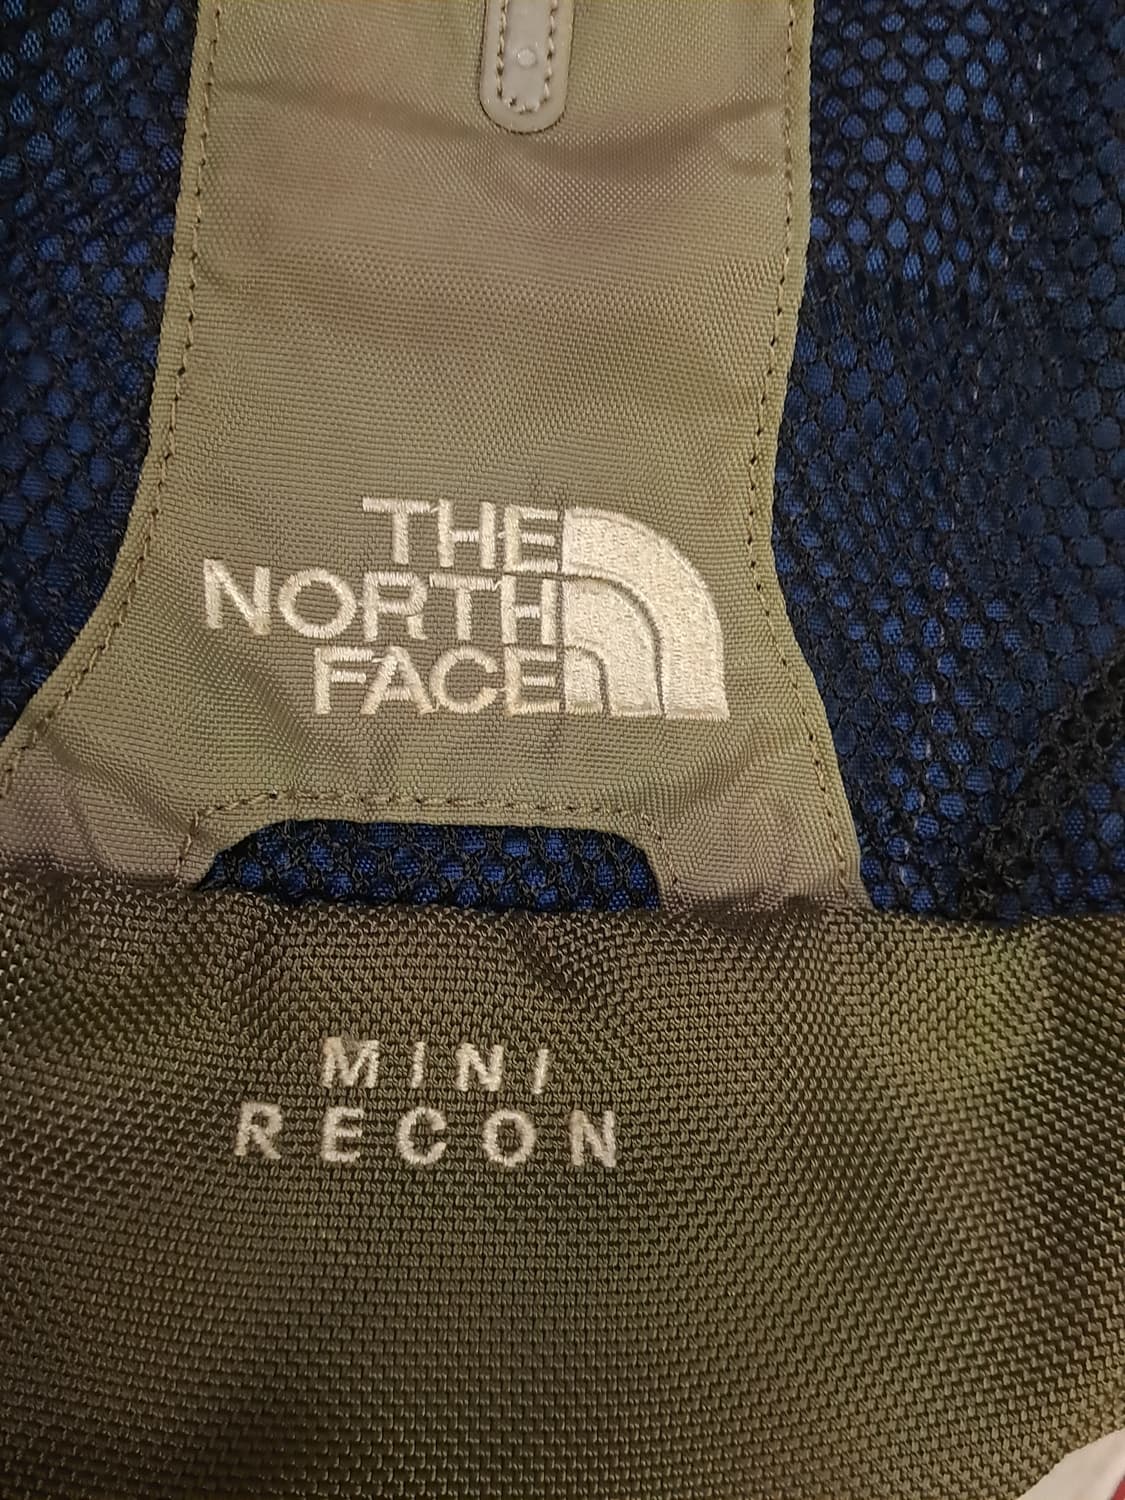 THE
NORTH
FACE
MINI
RECON